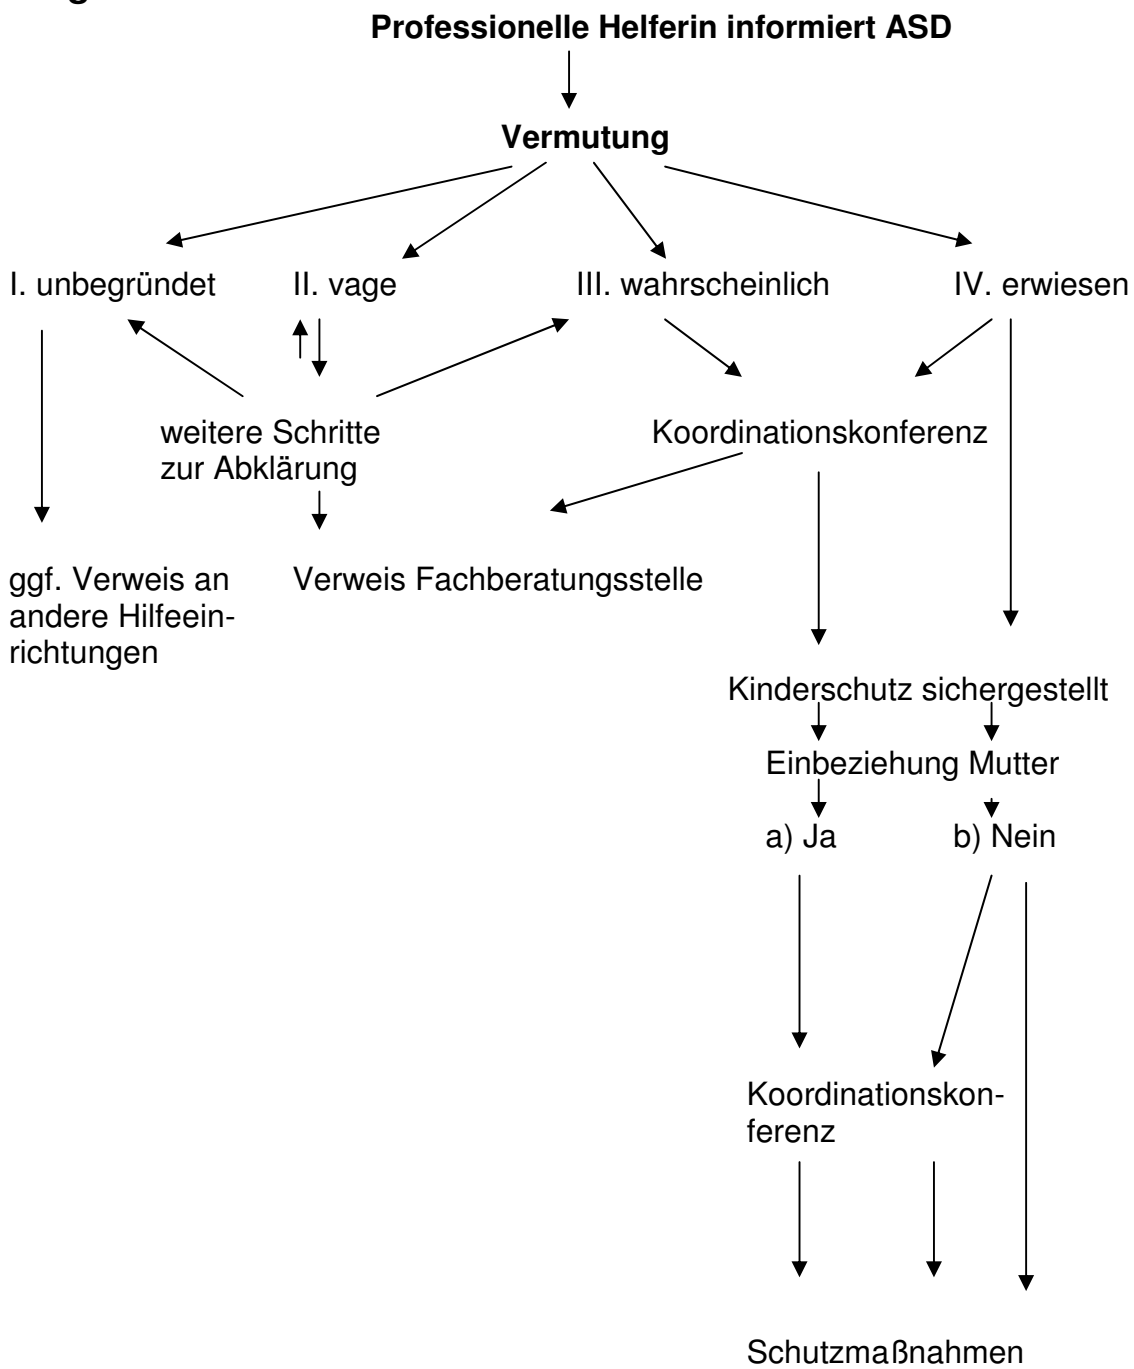 Professionelle Helferin informiert ASD
Vermutung
I. unbegründet II. vage III. wahrscheinlich IV. erwiesen
weitere Schritte
zur Abklärung
Koordinationskonferenz
ggf. Verweis an
andere Hilfeein-
richtungen
Verweis Fachberatungsstelle
Kinderschutz sichergestellt
Einbeziehung Mutter
a) Ja b) Nein
Koordinationskon-
ferenz
Schutzmaßnahmen